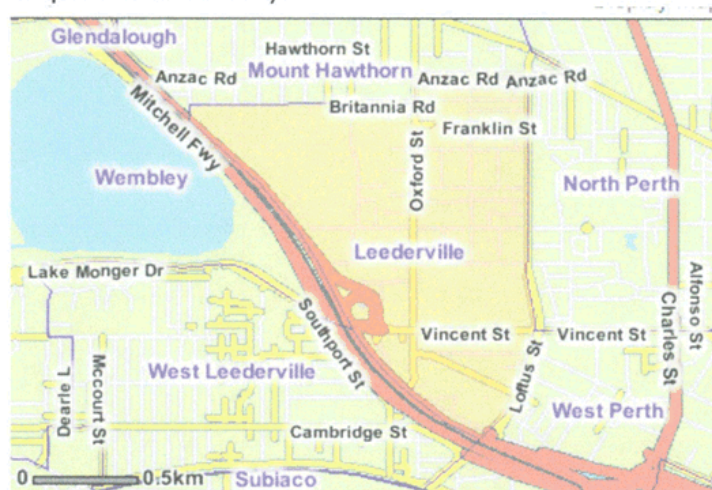 Glendalough
Hawthorn St
Anzac Rd
Mount Hawthorn
Anzac Rd
Anzac Rd
Mitchell Fwy
Britannia Rd
Franklin St
Oxford St
Wembley
North Perth
Leederville
Lake Monger Dr
Southport St
Vincent St
Vincent St
Alfonso St
Charles St
Loftus St
West Leederville
Dearle L
Mccourt St
West Perth
Cambridge St
0
0.5km
Subiaco